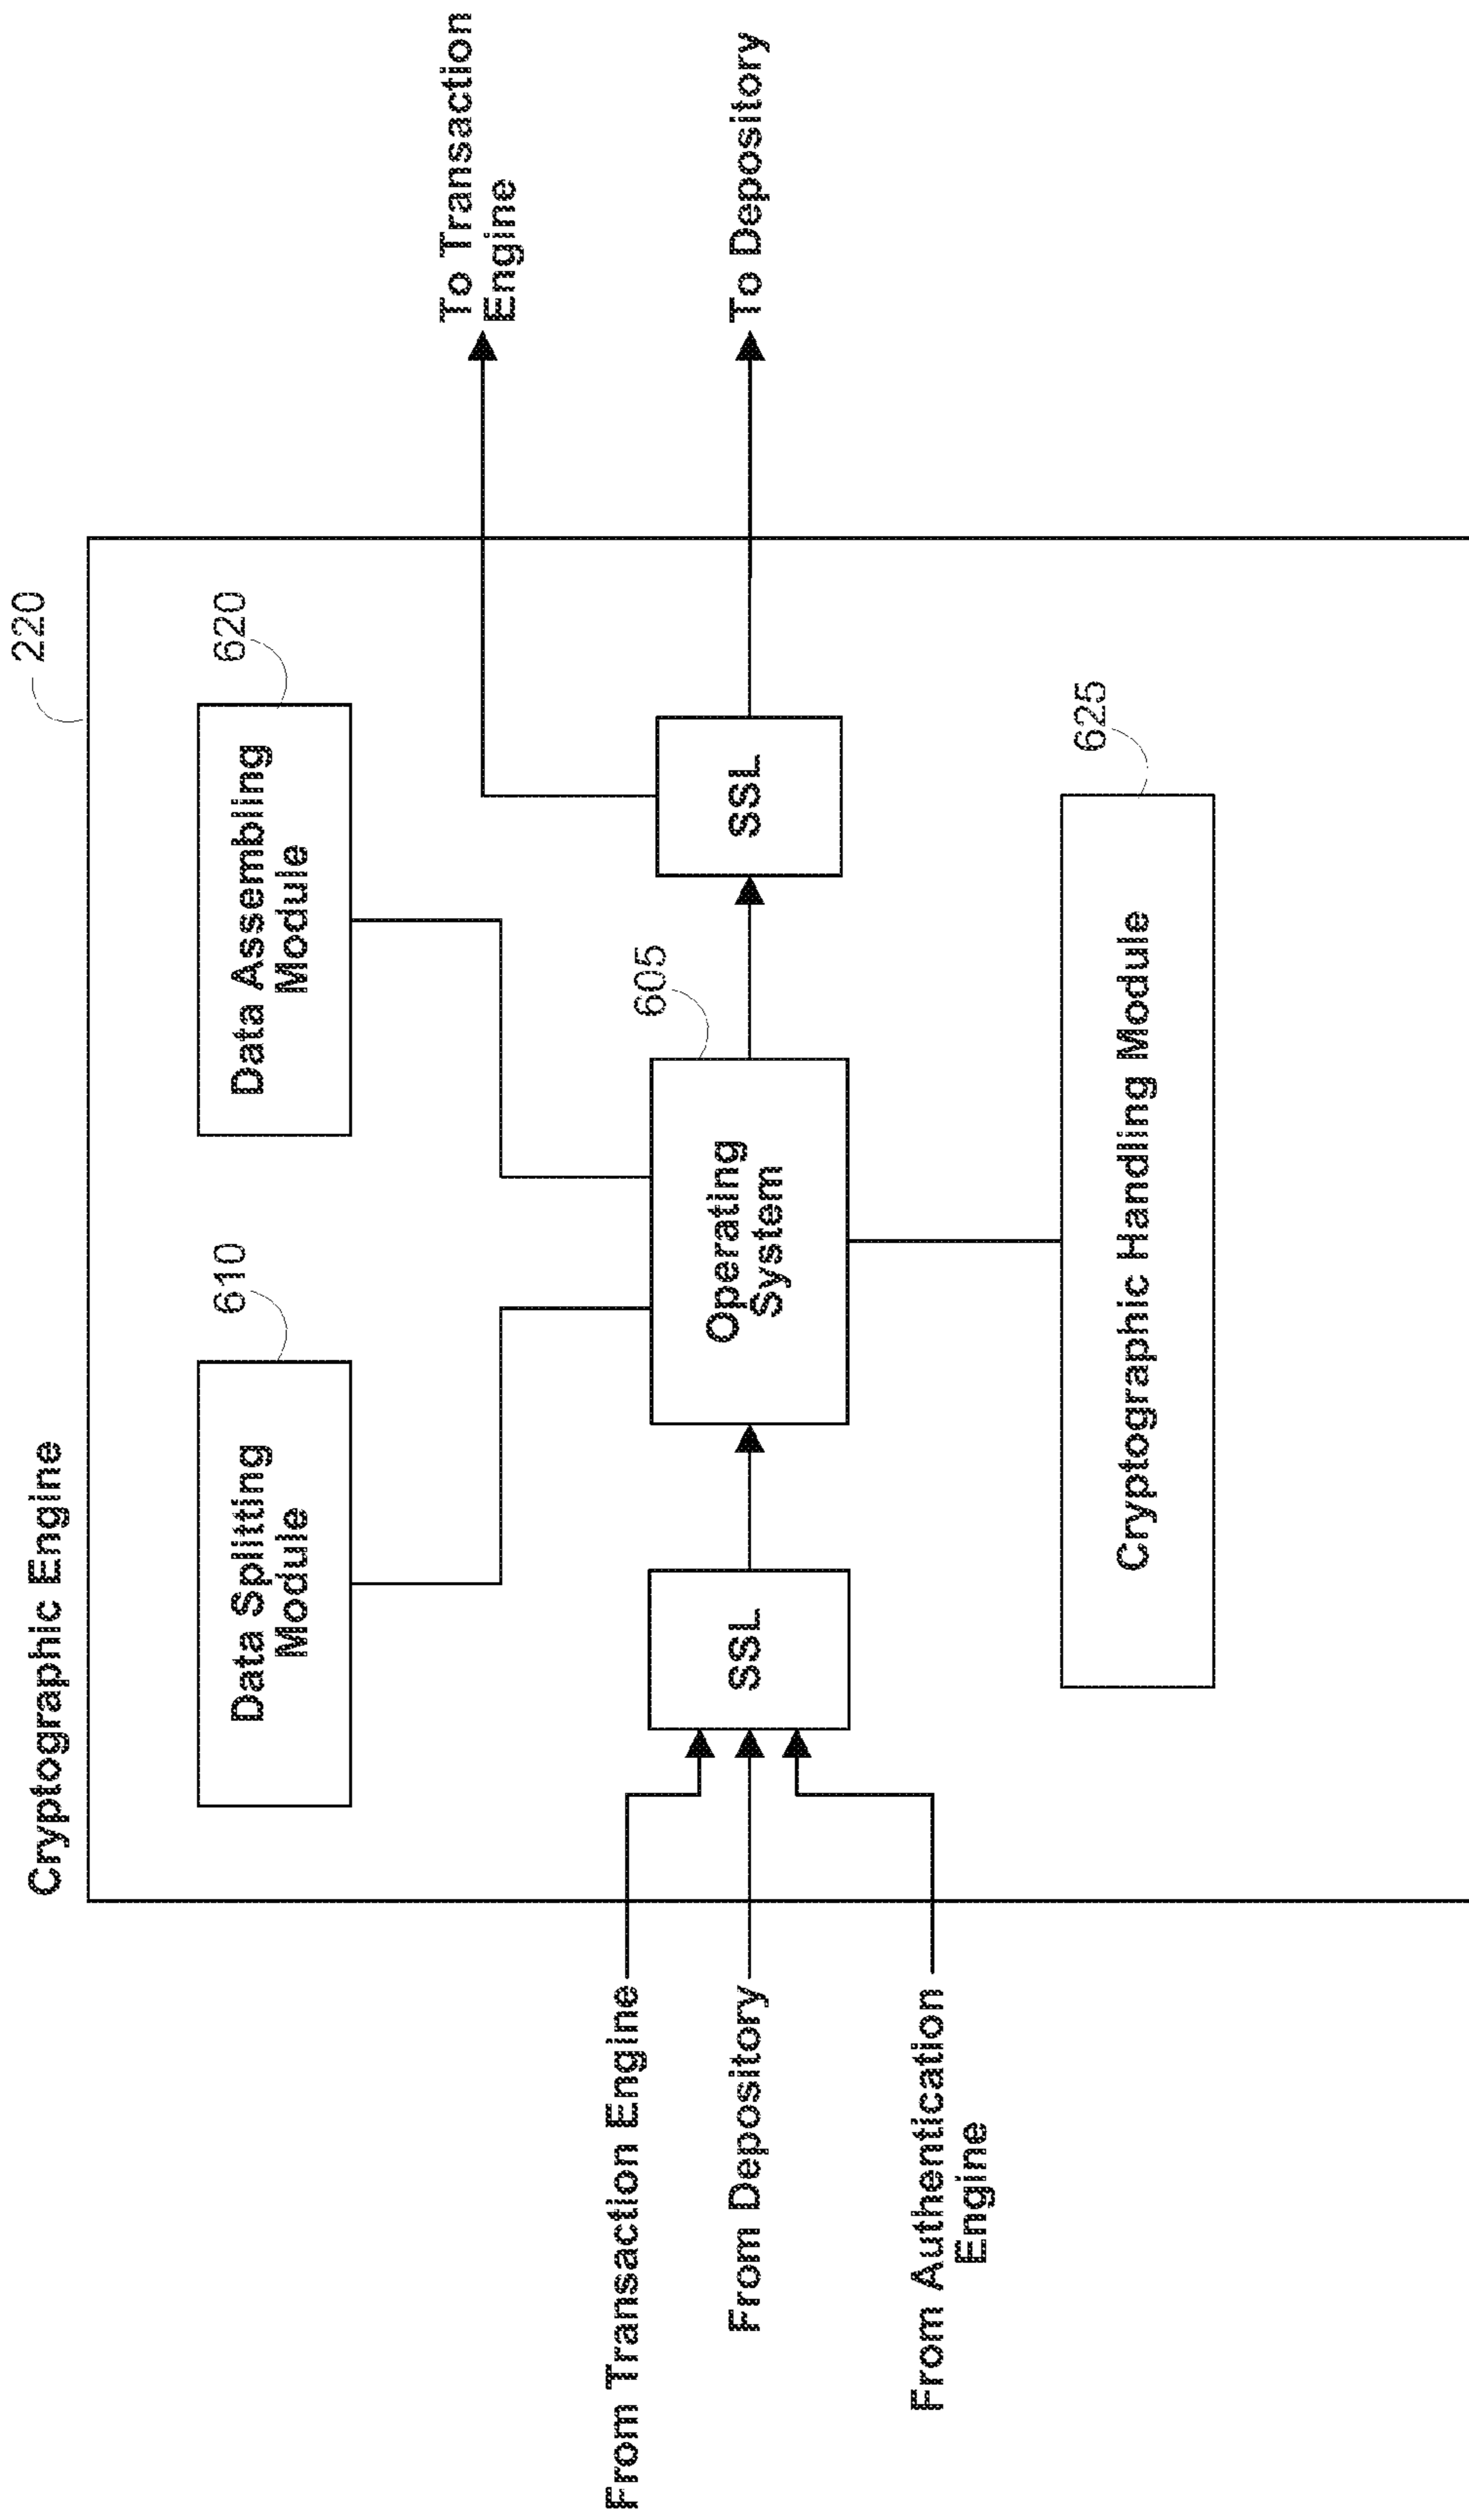 Cryptographic Engine
220
Data Splitting
Module
610
Data Assembling
Module
620
From Transaction Engine
From Depository
From Authentication
Engine
SSL
Operating
System
605
SSL
To Transaction
Engine
To Depository
Cryptographic Handling Module
625